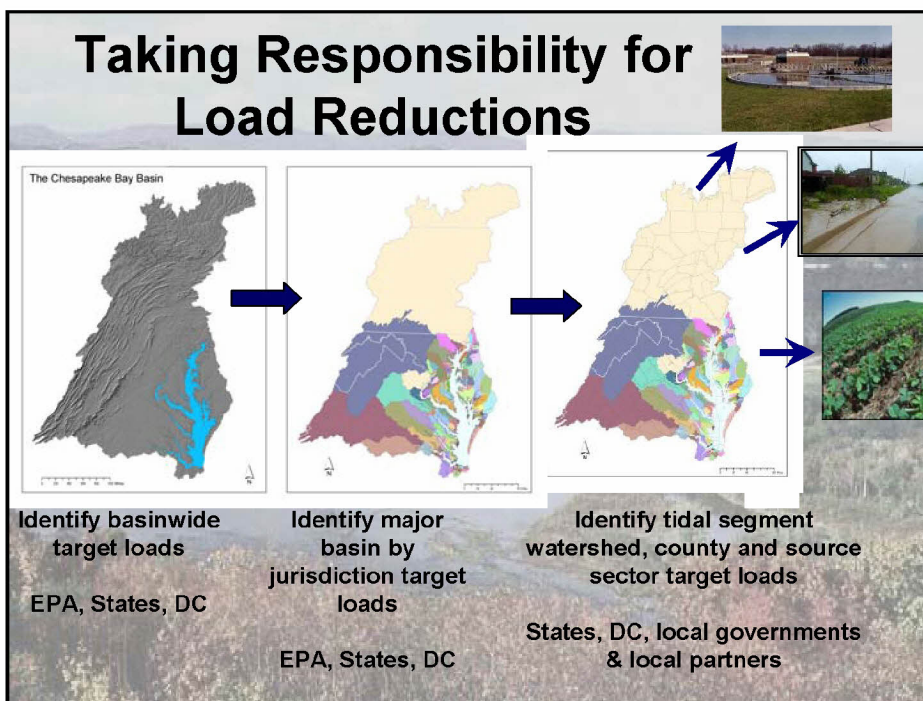 Taking Responsibility for
Load Reductions
The Chesapeake Bay Basin
N
N
N
Identify basinwide
target loads
EPA, States, DC
Identify major
basin by
jurisdiction target
loads
EPA, States, DC
Identify tidal segment
watershed, county and source
sector target loads
States, DC, local governments
& local partners